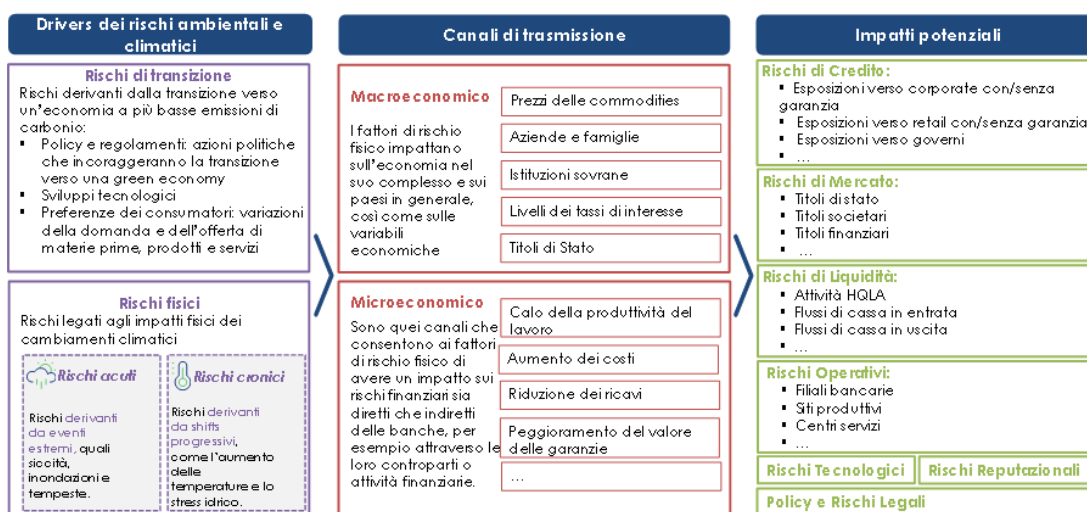 Drivers dei rischi ambientali e
climatici
Rischi di transizione
Rischi derivanti dalla transizione verso
un'economia a più basse emissioni di
carbonio:
▪ Policy e regolamenti: azioni politiche
che incoraggeranno la transizione
verso una green economy
▪ Sviluppi tecnologici
▪ Preferenze dei consumatori: variazioni
della domanda e dell'offerta di
materie prime, prodotti e servizi
Rischi fisici
Rischi legati agli impatti fisici dei
cambiamenti climatici
Rischi acuti
Rischi derivanti
da eventi
estremi, quali
siccità,
inondazioni e
tempeste.
Rischi cronici
Rischi derivanti
da shifts
progressivi,
come l'aumento
delle
temperature e lo
stress idrico.
Canali di trasmissione
Macroeconomico
I fattori di rischio
fisico impattano
sull'economia nel
suo complesso e sui
paesi in generale,
così come sulle
variabili
economiche
Prezzi delle commodities
Aziende e famiglie
Istituzioni sovrane
Livelli dei tassi di interesse
Titoli di Stato
Microeconomico
Sono quei canali che
consentono ai fattori
di rischio fisico di
avere un impatto sui
rischi finanziari sia
diretti che indiretti
delle banche, per
esempio attraverso le
loro controparti o
attività finanziarie.
Calo della produttività del
lavoro
Aumento dei costi
Riduzione dei ricavi
Peggioramento del valore
delle garanzie
...
Impatti potenziali
Rischi di Credito:
▪ Esposizioni verso corporate con/senza
garanzia
▪ Esposizioni verso retail con/senza garanzia
▪ Esposizioni verso governi
▪ ...
Rischi di Mercato:
▪ Titoli di stato
▪ Titoli societari
▪ Titoli finanziari
▪ ...
Rischi di Liquidità:
▪ Attività HQLA
▪ Flussi di cassa in entrata
▪ Flussi di cassa in uscita
▪ ...
Rischi Operativi:
▪ Filiali bancarie
▪ Siti produttivi
▪ Centri servizi
▪ ...
Rischi Tecnologici
Rischi Reputazionali
Policy e Rischi Legali